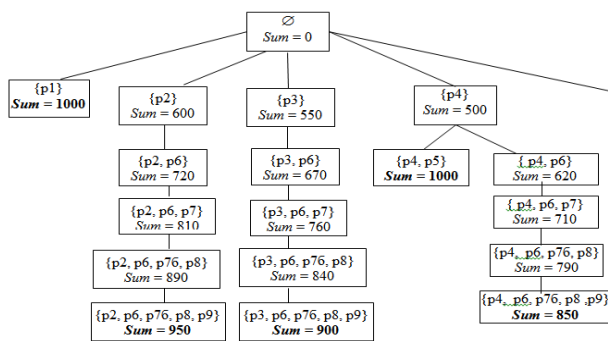 ∅
Sum = 0
{p1}
Sum = 1000
{p2}
Sum = 600
{p3}
Sum = 550
{p4}
Sum = 500
{p2, p6}
Sum = 720
{p3, p6}
Sum = 670
{p4, p5}
Sum = 1000
{ p4, p6}
Sum = 620
{p2, p6, p7}
Sum = 810
{p3, p6, p7}
Sum = 760
{ p4, p6, p7}
Sum = 710
{p2, p6, p76, p8}
Sum = 890
{p3, p6, p76, p8}
Sum = 840
{p4, p6, p76, p8}
Sum = 790
{p2, p6, p76, p8, p9}
Sum = 950
{p3, p6, p76, p8, p9}
Sum = 900
{p4, p6, p76, p8 ,p9}
Sum = 850